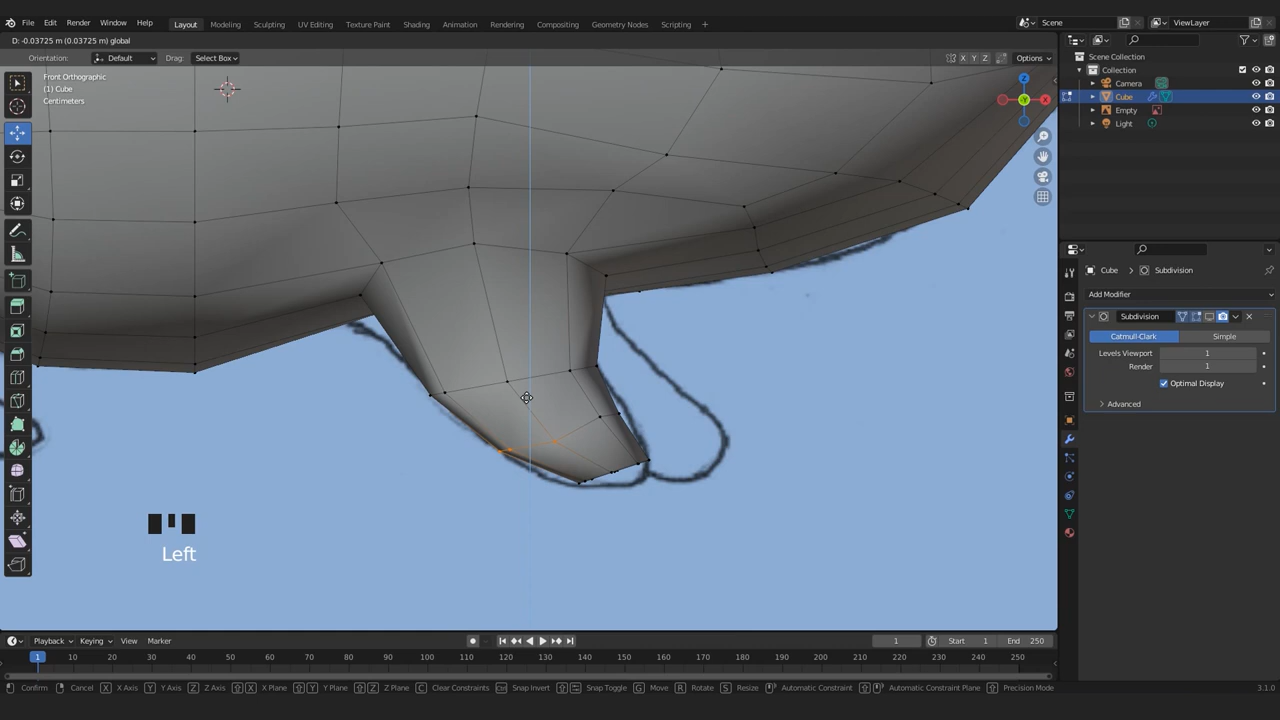 File Edit Render Window Help Layout Modeling Sculpting UV Editing Texture Paint Shading Animation Rendering Compositing Geometry Nodes Scripting + Scene ViewLayer
D: -0.03725 m (0.03725 m) global
Orientation: Default Drag: Select Box X Y Z Options
Front Orthographic
(1) Cube
Centimeters
Z
Y
X
Scene Collection
Collection
Camera
Cube
Empty
Light
Cube > Subdivision
Add Modifier
Subdivision
Catmull-Clark Simple
Levels Viewport 1
Render 1
Optimal Display
Advanced
Left
Playback Keying View Marker 1 Start 1 End 250
1 10 20 30 40 50 60 70 80 90 100 110 120 130 140 150 160 170 180 190 200 210 220 230 240 250
Confirm Cancel X X Axis Y Y Axis Z Z Axis X X Plane Y Y Plane Z Z Plane C Clear Constraints Ctrl Snap Invert Snap Toggle G Move R Rotate S Resize Automatic Constraint Automatic Constraint Plane Precision Mode 3.1.0